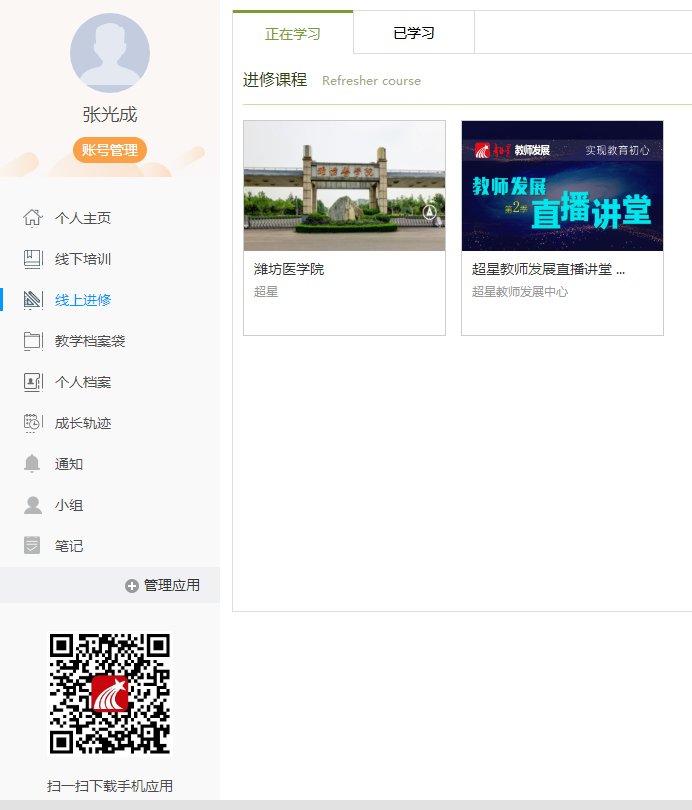 张光成
账号管理
个人主页
线下培训
线上进修
教学档案袋
个人档案
成长轨迹
通知
小组
笔记
管理应用
扫一扫下载手机应用
正在学习
已学习
进修课程 Refresher course
潍坊医学院
潍坊医学院
超星
教师发展
实现教育初心
教师发展
第2季
直播讲堂
超星教师发展直播讲堂 ...
超星教师发展中心